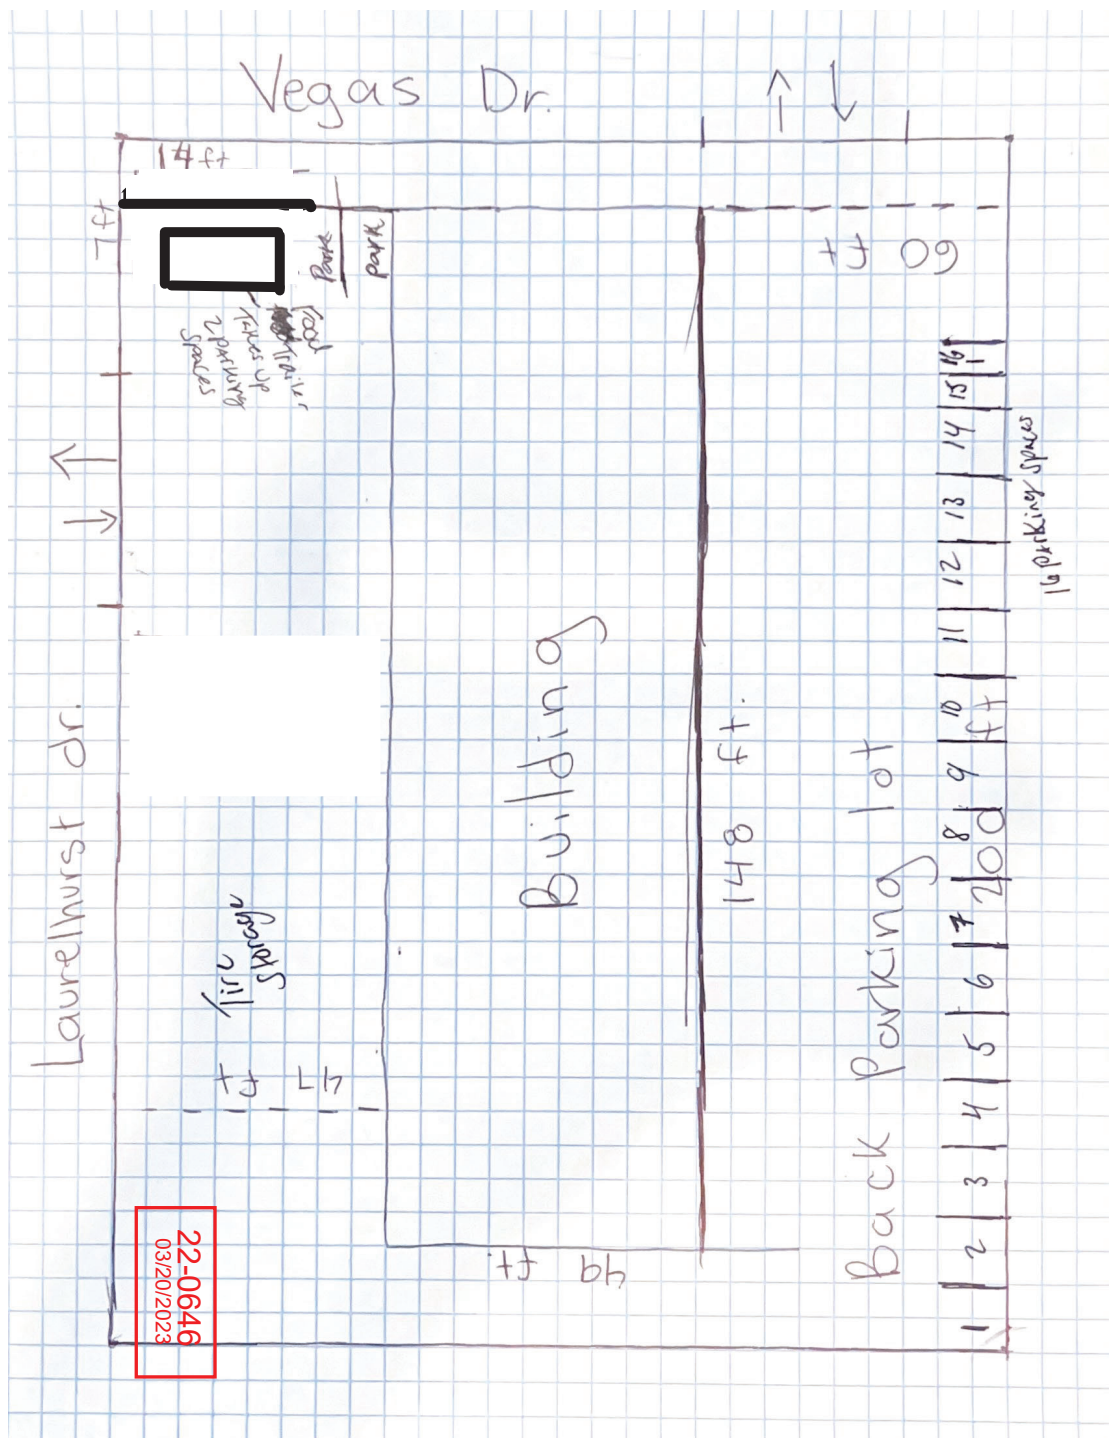 Vegas Dr.
14 ft
1
7 ft
Park
park
60 ft
Food
Trailer
Takes up
2 parking
spaces
16
15
14
13
12
11
10
9
8
7
6
5
4
3
2
1
16 parking spaces
200 ft
Laurelhurst dr.
Building
148 ft.
Back Parking lot
Storage
47 ft
ft
22-0646
03/20/2023